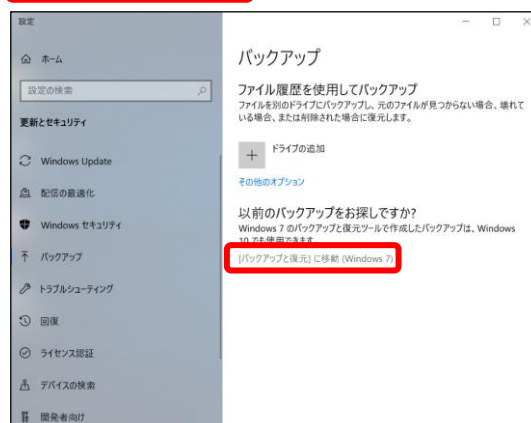 設定
ホーム
設定の検索
更新とセキュリティ
Windows Update
配信の最適化
Windows セキュリティ
バックアップ
トラブルシューティング
回復
ライセンス認証
デバイスの検索
開発者向け
バックアップ
ファイル履歴を使用してバックアップ
ファイルを別のドライブにバックアップし、元のファイルが見つからない場合、壊れて
いる場合、または削除された場合に復元します。
ドライブの追加
その他のオプション
以前のバックアップをお探しですか?
Windows 7 のバックアップと復元ツールで作成したバックアップは、Windows
10 でも使用できます。
[バックアップと復元] に移動 (Windows 7)